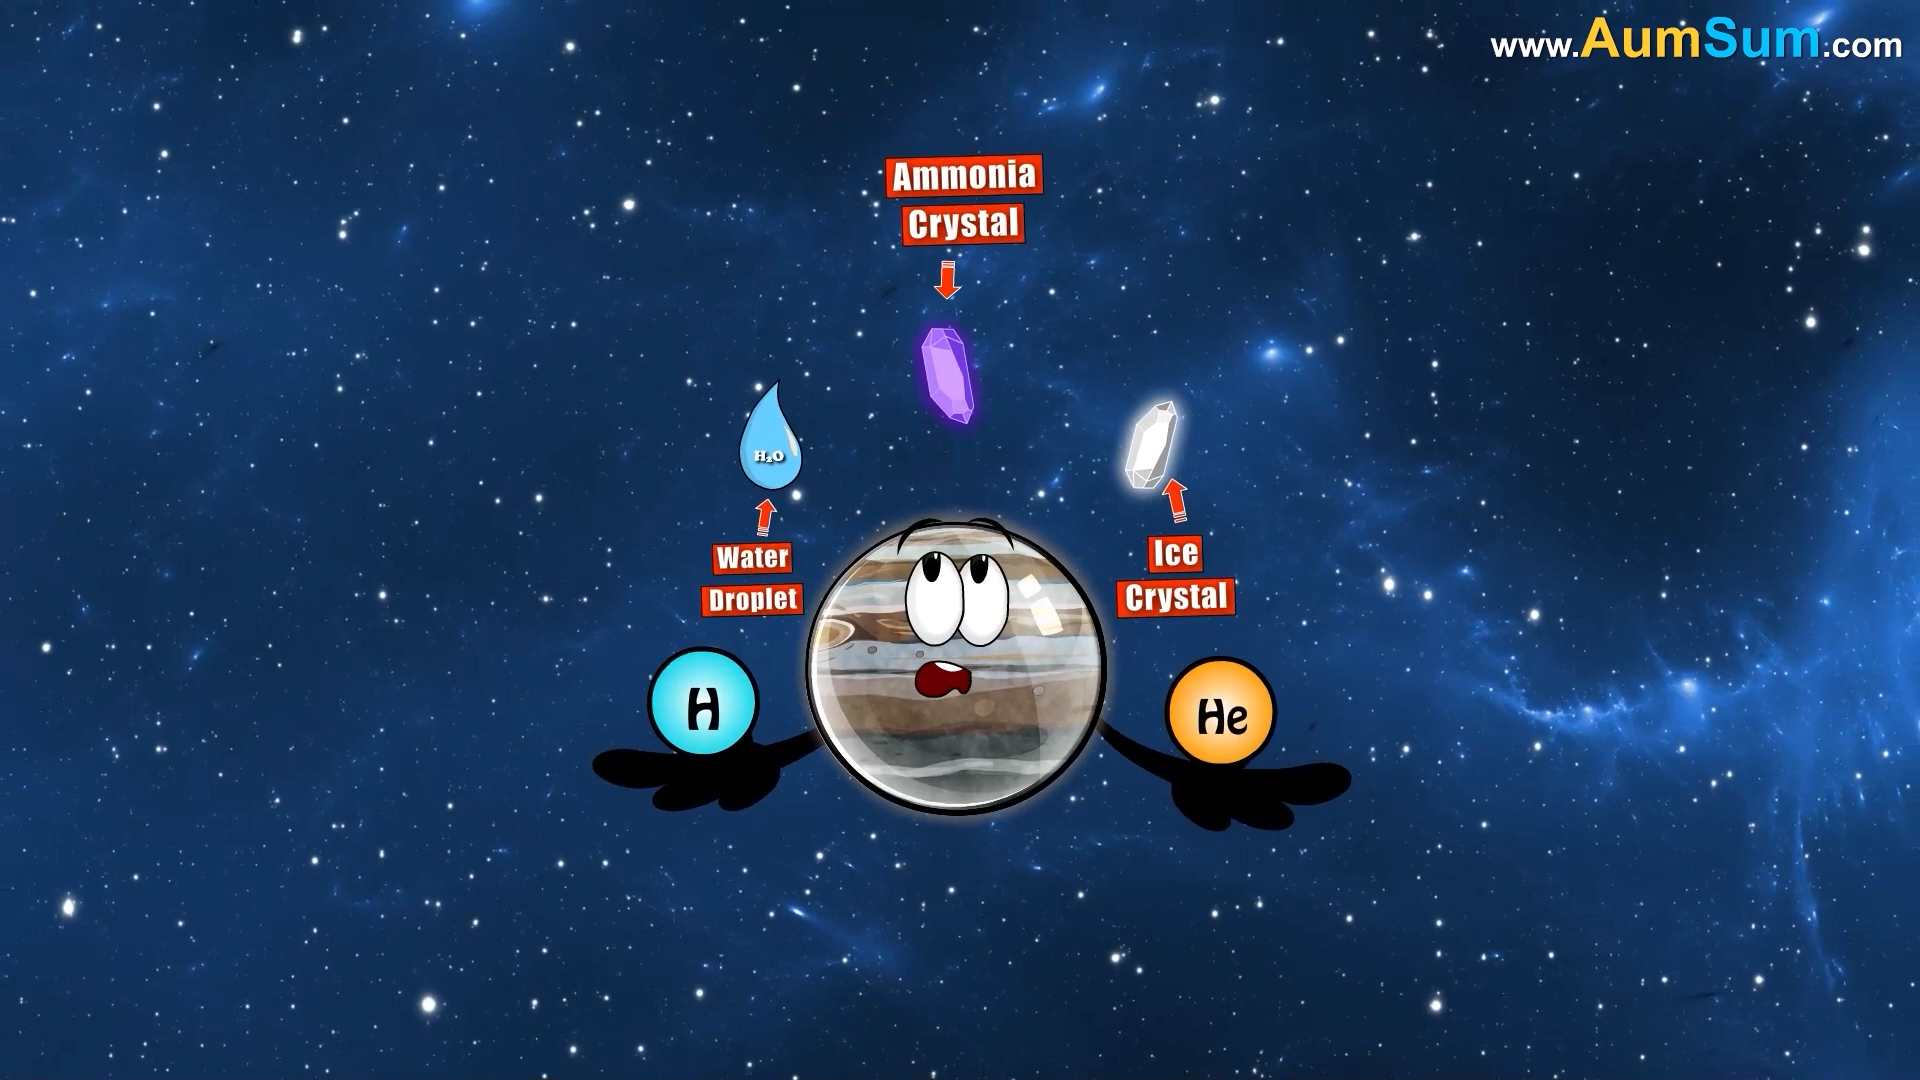 www.AumSum.com
Ammonia
Crystal
H₂O
Water
Droplet
Ice
Crystal
H
He